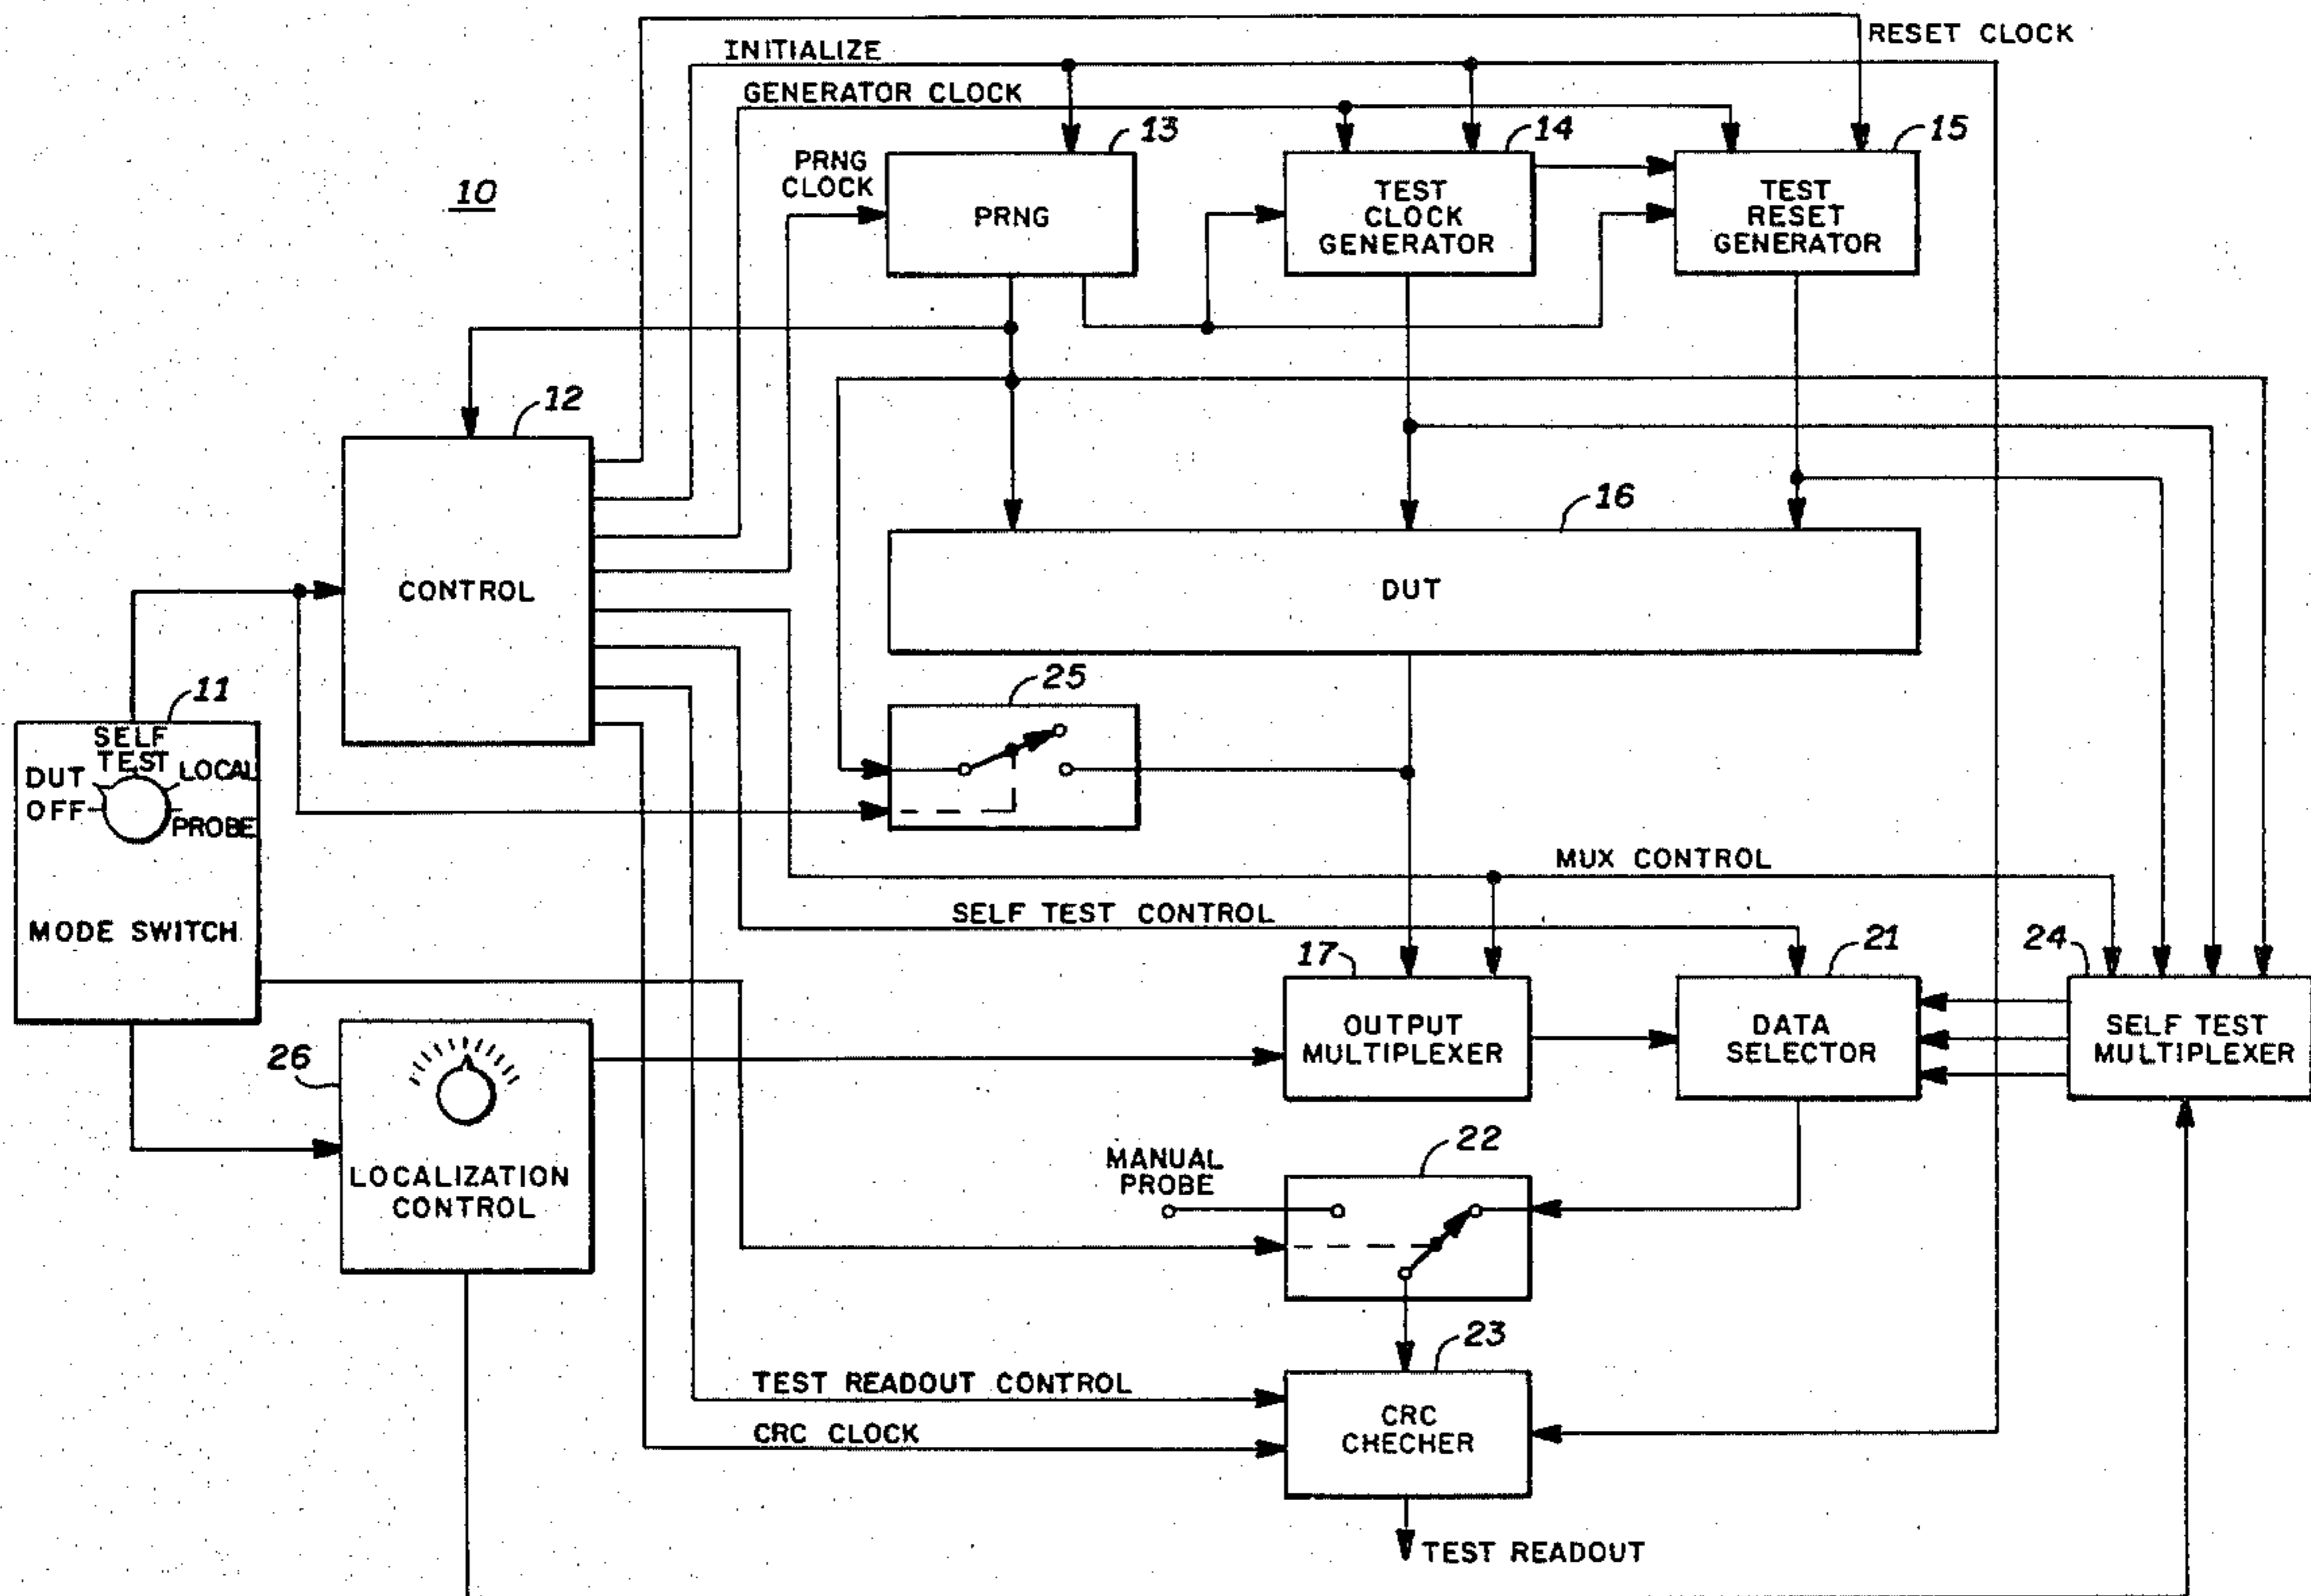 RESET CLOCK
INITIALIZE
GENERATOR CLOCK
13
14
15
PRNG
CLOCK
10
PRNG
TEST
CLOCK
GENERATOR
TEST
RESET
GENERATOR
12
16
CONTROL
DUT
11
25
SELF
TEST
DUT
LOCAL
OFF
PROBE
MODE SWITCH
MUX CONTROL
SELF TEST CONTROL
17
21
24
OUTPUT
MULTIPLEXER
DATA
SELECTOR
SELF TEST
MULTIPLEXER
26
LOCALIZATION
CONTROL
MANUAL
PROBE
22
23
TEST READOUT CONTROL
CRC CLOCK
CRC
CHECHER
TEST READOUT